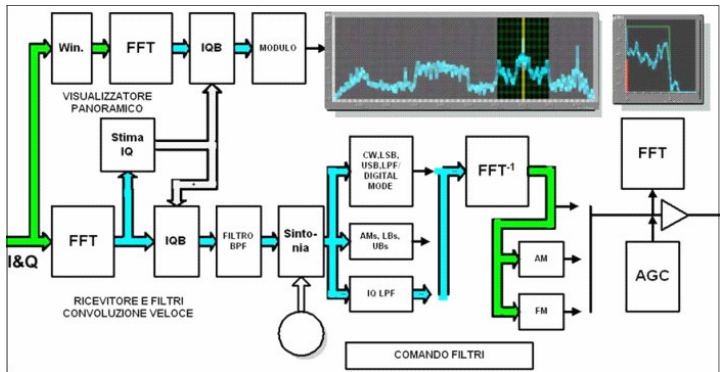 Win.
FFT
IQB
MODULO
VISUALIZZATORE
PANORAMICO
Stima
IQ
CW,LSB,
USB,LPF/
DIGITAL
MODE
FFT-1
FFT
I&Q
FFT
IQB
FILTRO
BPF
Sinto-
nia
AMs, LBs,
UBs
IQ LPF
AM
FM
AGC
RICEVITORE E FILTRI
CONVOLUZIONE VELOCE
COMANDO FILTRI